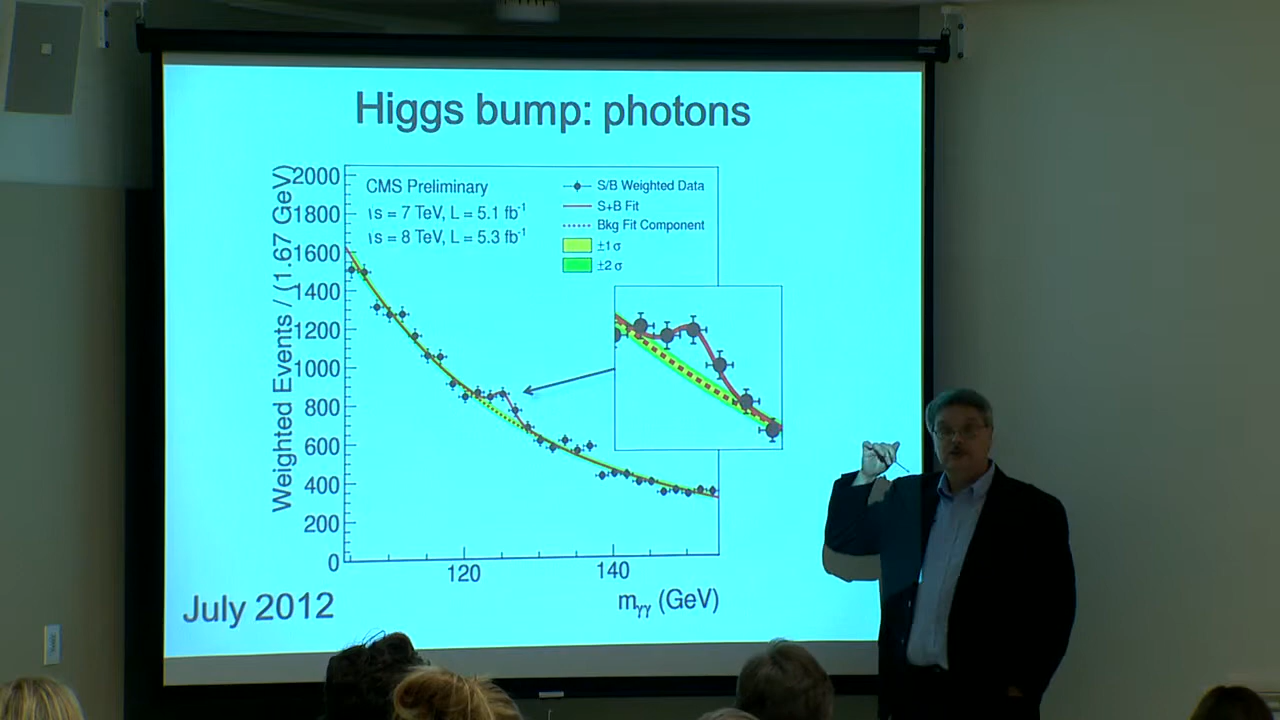 Higgs bump: photons
Weighted Events / (1.67 GeV)
2000
1800
1600
1400
1200
1000
800
600
400
200
0
CMS Preliminary
√s = 7 TeV, L = 5.1 fb⁻¹
√s = 8 TeV, L = 5.3 fb⁻¹
S/B Weighted Data
S+B Fit
Bkg Fit Component
±1 σ
±2 σ
120
140
mγγ (GeV)
July 2012